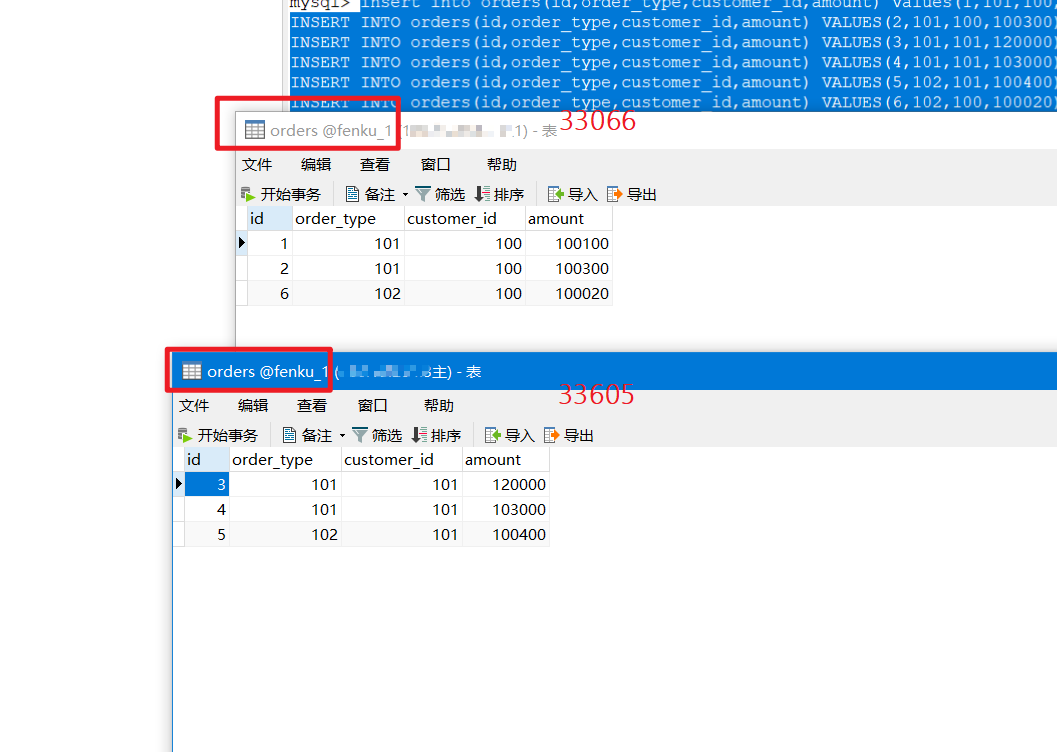 mysql> Insert into orders(id,order_type,customer_id,amount) values(1,101,100,
INSERT INTO orders(id,order_type,customer_id,amount) VALUES(2,101,100,100300)
INSERT INTO orders(id,order_type,customer_id,amount) VALUES(3,101,101,120000)
INSERT INTO orders(id,order_type,customer_id,amount) VALUES(4,101,101,103000)
INSERT INTO orders(id,order_type,customer_id,amount) VALUES(5,102,101,100400)
INSERT INTO orders(id,order_type,customer_id,amount) VALUES(6,102,100,100020)
orders @fenku_1 (1 .1) - 表 33066
文件 编辑 查看 窗口 帮助
开始事务 备注 筛选 排序 导入 导出
id order_type customer_id amount
1 101 100 100100
2 101 100 100300
6 102 100 100020
orders @fenku_1 ( 主) - 表
33605
文件 编辑 查看 窗口 帮助
开始事务 备注 筛选 排序 导入 导出
id order_type customer_id amount
3 101 101 120000
4 101 101 103000
5 102 101 100400